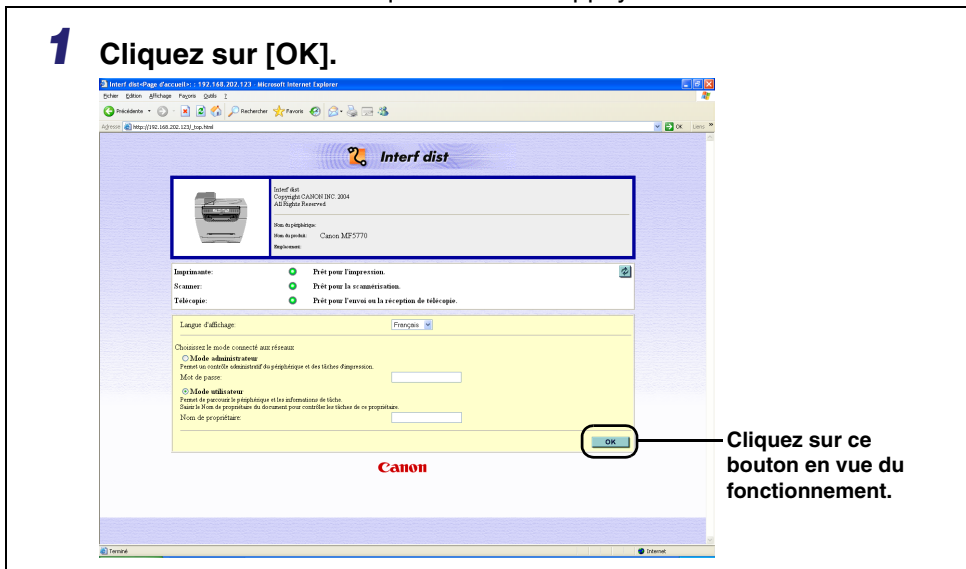 1 Cliquez sur [OK].
Interf dist<Page d'accueil>: : 192.168.202.123 - Microsoft Internet Explorer
Fichier Edition Affichage Favoris Outils ?
Précédente Rechercher Favoris
Adresse http://192.168.202.123/_top.html OK Liens
Interf dist
Interf dist
Copyright CANON INC. 2004
All Rights Reserved
Nom du périphérique:
Nom du produit: Canon MF5770
Emplacement:
Imprimante: Prêt pour l'impression.
Scanner: Prêt pour la scannérisation.
Télécopie: Prêt pour l'envoi ou la réception de télécopie.
Langue d'affichage: Français
Choisissez le mode connecté aux réseaux
Mode administrateur
Permet un contrôle administratif du périphérique et des tâches d'impression.
Mot de passe:
Mode utilisateur
Permet de parcourir le périphérique et les informations de tâche.
Saisir le Nom de propriétaire du document pour contrôler les tâches de ce propriétaire.
Nom de propriétaire:
OK
Cliquez sur ce
bouton en vue du
fonctionnement.
Canon
Terminé Internet